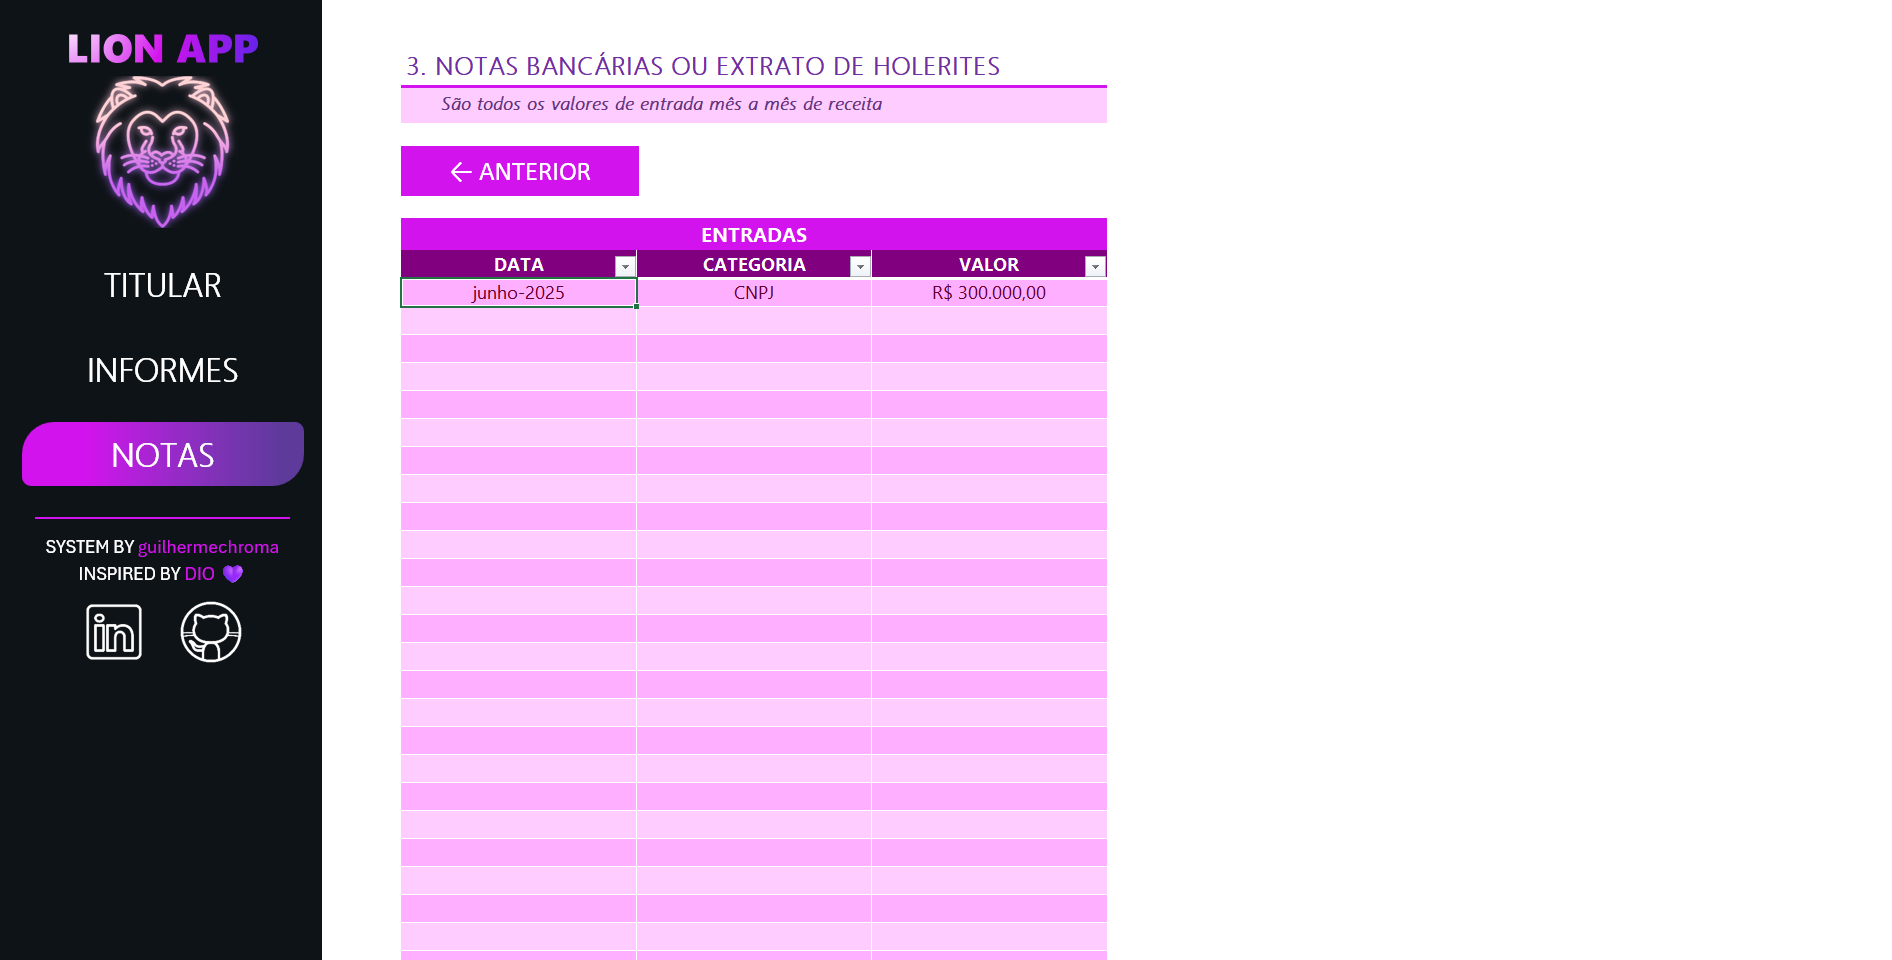 LION APP
TITULAR
INFORMES
NOTAS
SYSTEM BY guilhermechroma
INSPIRED BY DIO 💜
in
3. NOTAS BANCÁRIAS OU EXTRATO DE HOLERITES
São todos os valores de entrada mês a mês de receita
← ANTERIOR
ENTRADAS
DATA CATEGORIA VALOR
junho-2025 CNPJ R$ 300.000,00